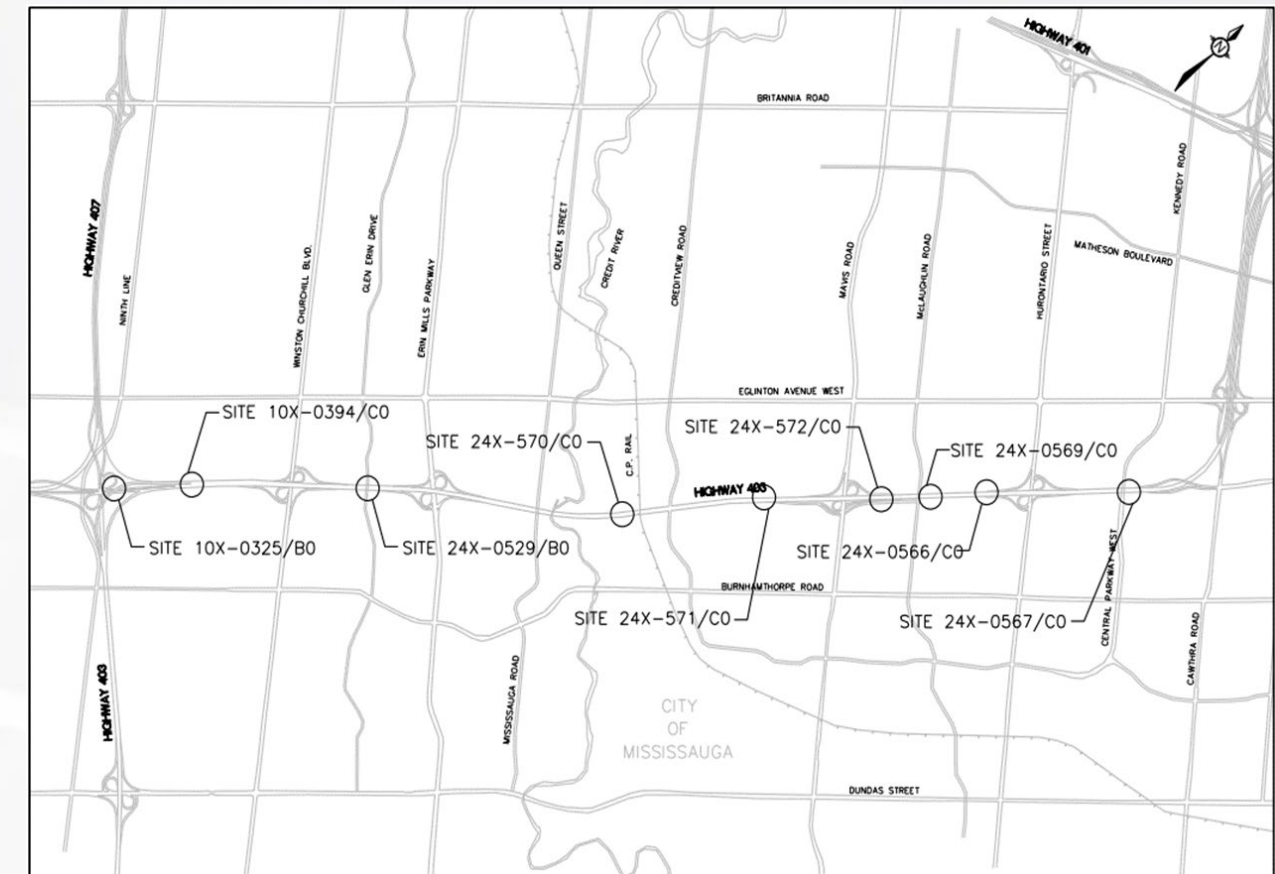 HIGHWAY 401
N
BRITANNIA ROAD
KENNEDY ROAD
HIGHWAY 407
NINTH LINE
WINSTON CHURCHILL BLVD.
GLEN ERIN DRIVE
ERIN MILLS PARKWAY
QUEEN STREET
CREDIT RIVER
CREDITVIEW ROAD
MAVIS ROAD
McLAUGHLIN ROAD
HURONTARIO STREET
MATHESON BOULEVARD
EGLINTON AVENUE WEST
SITE 10X-0394/C0
SITE 24X-570/C0
C.P. RAIL
SITE 24X-572/C0
SITE 24X-0569/C0
HIGHWAY 403
SITE 10X-0325/B0
SITE 24X-0529/B0
SITE 24X-0566/C0
BURNHAMTHORPE ROAD
CENTRAL PARKWAY WEST
SITE 24X-571/C0
SITE 24X-0567/C0
CAWTHRA ROAD
HIGHWAY 403
MISSISSAUGA ROAD
CITY
OF
MISSISSAUGA
DUNDAS STREET